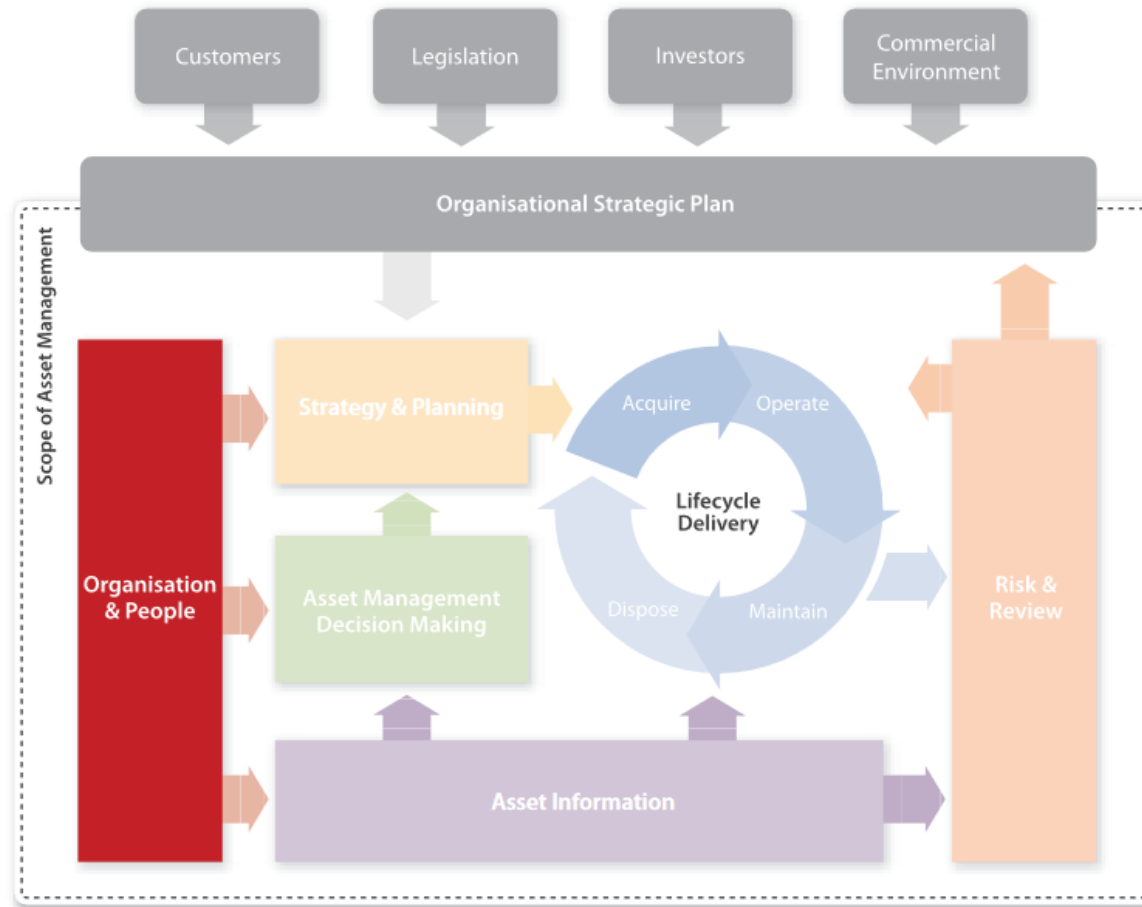 Customers
Legislation
Investors
Commercial
Environment
Organisational Strategic Plan
Scope of Asset Management
Strategy & Planning
Acquire
Operate
Lifecycle
Delivery
Organisation
& People
Asset Management
Decision Making
Dispose
Maintain
Risk &
Review
Asset Information